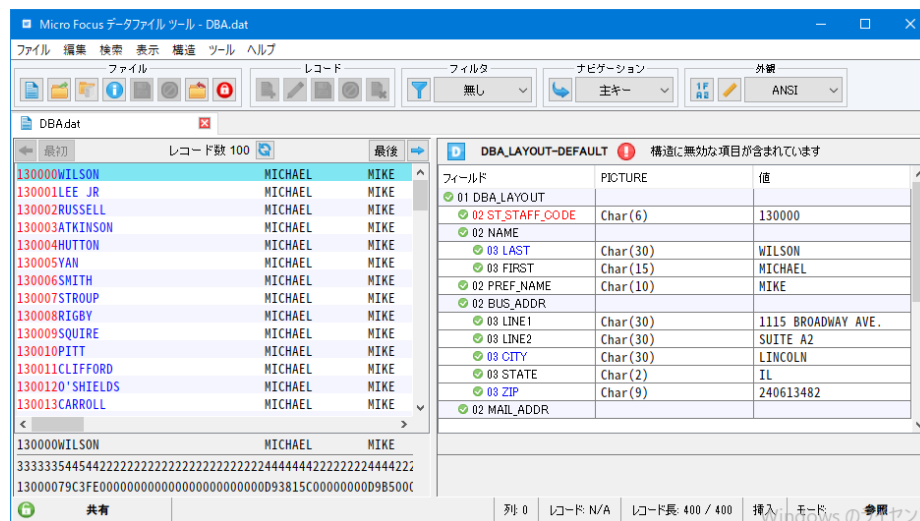 Micro Focus データファイル ツール - DBA.dat
ファイル 編集 検索 表示 構造 ツール ヘルプ
ファイル レコード フィルタ ナビゲーション 外観
無し 主キー ANSI
DBA.dat
最初 レコード数 100 最後
DBA_LAYOUT-DEFAULT 構造に無効な項目が含まれています
130000WILSON MICHAEL MIKE
130001LEE JR MICHAEL MIKE
130002RUSSELL MICHAEL MIKE
130003ATKINSON MICHAEL MIKE
130004HUTTON MICHAEL MIKE
130005YAN MICHAEL MIKE
130006SMITH MICHAEL MIKE
130007STROUP MICHAEL MIKE
130008RIGBY MICHAEL MIKE
130009SQUIRE MICHAEL MIKE
130010PITT MICHAEL MIKE
130011CLIFFORD MICHAEL MIKE
130012O'SHIELDS MICHAEL MIKE
130013CARROLL MICHAEL MIKE
130000WILSON MICHAEL MIKE
フィールド PICTURE 値
01 DBA_LAYOUT
02 ST_STAFF_CODE Char(6) 130000
02 NAME
03 LAST Char(30) WILSON
03 FIRST Char(15) MICHAEL
02 PREF_NAME Char(10) MIKE
02 BUS_ADDR
03 LINE1 Char(30) 1115 BROADWAY AVE.
03 LINE2 Char(30) SUITE A2
03 CITY Char(30) LINCOLN
03 STATE Char(2) IL
03 ZIP Char(9) 240613482
02 MAIL_ADDR
共有 列: 0 レコード: N/A レコード長: 400 / 400 挿入 モード: 参照